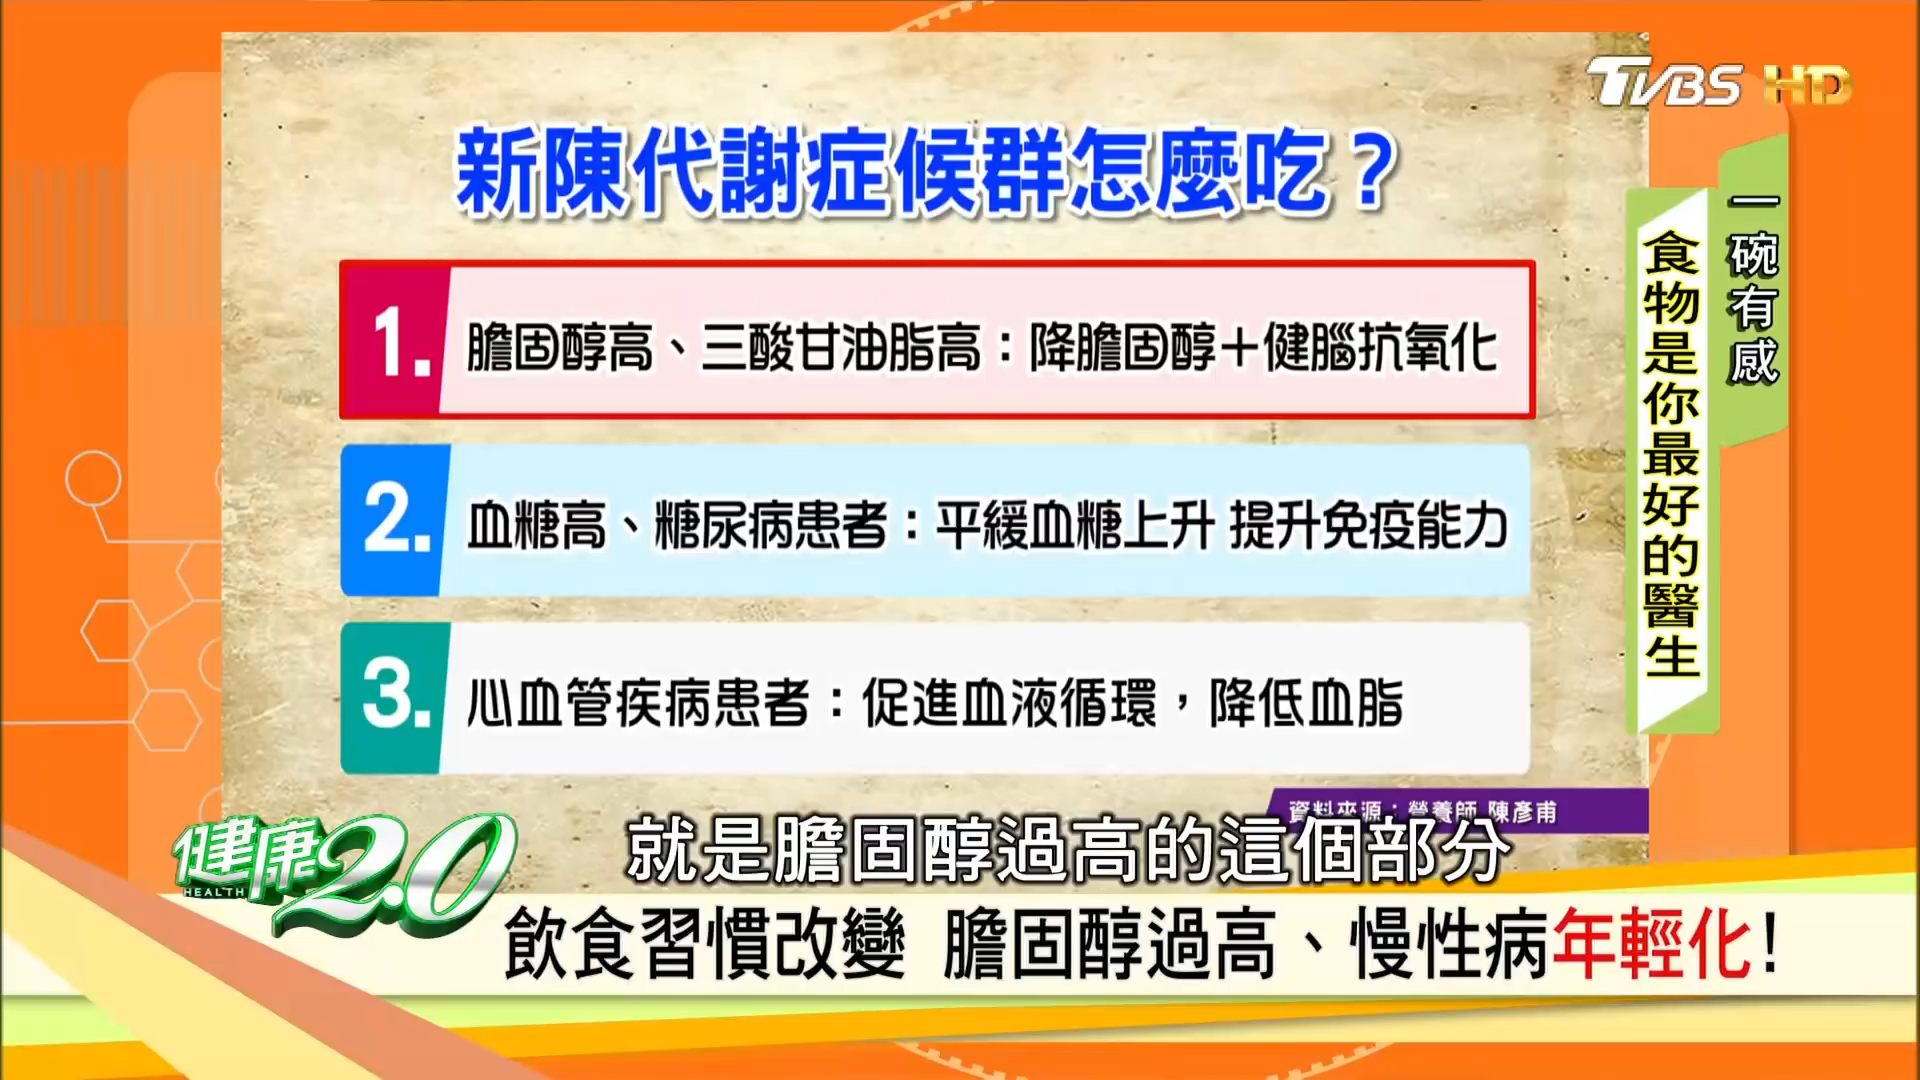 TVBS HD
新陳代謝症候群怎麼吃？
1. 膽固醇高、三酸甘油脂高：降膽固醇＋健腦抗氧化
2. 血糖高、糖尿病患者：平緩血糖上升 提升免疫能力
3. 心血管疾病患者：促進血液循環，降低血脂
一碗有感
食物是你最好的醫生
資料來源：營養師 陳彥甫
就是膽固醇過高的這個部分
健康2.0
HEALTH
飲食習慣改變 膽固醇過高、慢性病年輕化!